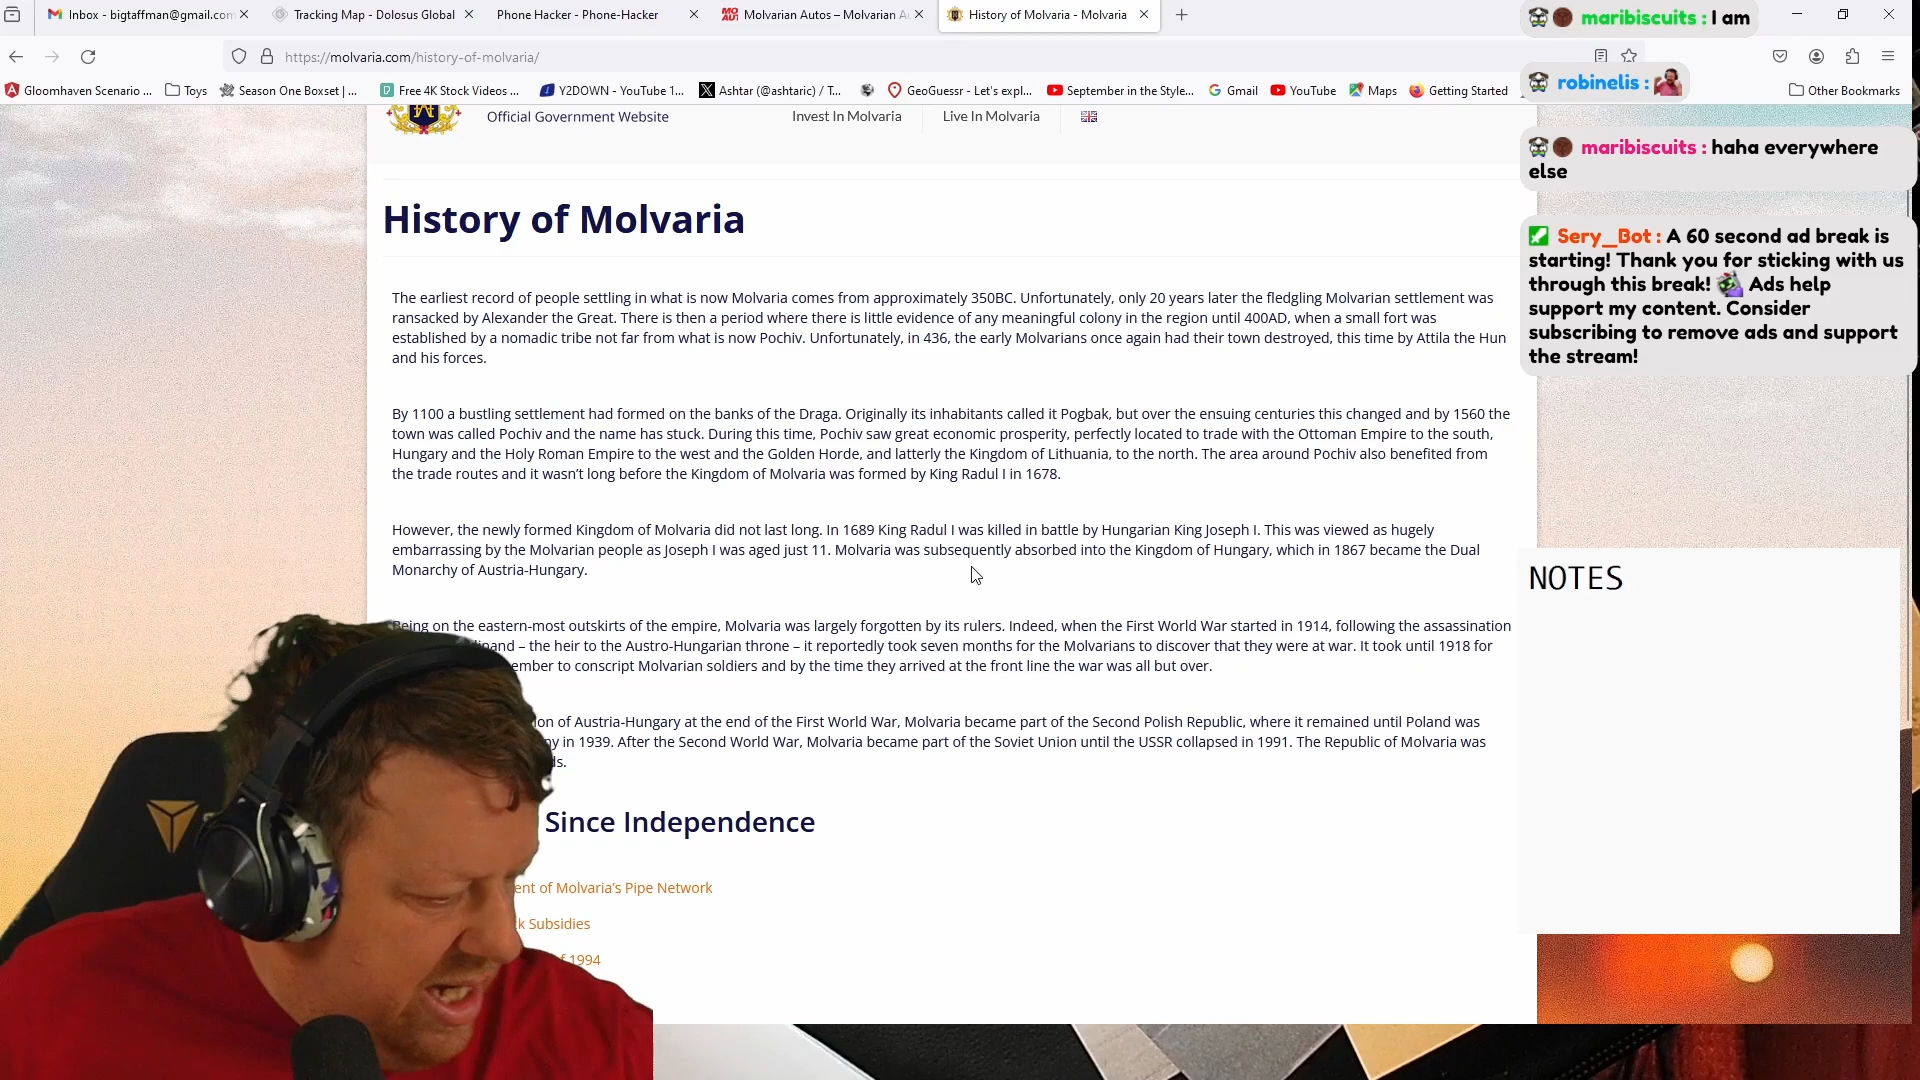 Inbox - bigtaffman@gmail.com
Tracking Map - Dolosus Global
Phone Hacker - Phone-Hacker
Molvarian Autos – Molvarian Au
History of Molvaria - Molvaria
https://molvaria.com/history-of-molvaria/
Gloomhaven Scenario ...
Toys
Season One Boxset | ...
Free 4K Stock Videos ...
Y2DOWN - YouTube 1...
Ashtar (@ashtaric) / T...
GeoGuessr - Let's expl...
September in the Style...
Gmail
YouTube
Maps
Getting Started
Other Bookmarks
Official Government Website
Invest In Molvaria
Live In Molvaria
History of Molvaria
The earliest record of people settling in what is now Molvaria comes from approximately 350BC. Unfortunately, only 20 years later the fledgling Molvarian settlement was
ransacked by Alexander the Great. There is then a period where there is little evidence of any meaningful colony in the region until 400AD, when a small fort was
established by a nomadic tribe not far from what is now Pochiv. Unfortunately, in 436, the early Molvarians once again had their town destroyed, this time by Attila the Hun
and his forces.
By 1100 a bustling settlement had formed on the banks of the Draga. Originally its inhabitants called it Pogbak, but over the ensuing centuries this changed and by 1560 the
town was called Pochiv and the name has stuck. During this time, Pochiv saw great economic prosperity, perfectly located to trade with the Ottoman Empire to the south,
Hungary and the Holy Roman Empire to the west and the Golden Horde, and latterly the Kingdom of Lithuania, to the north. The area around Pochiv also benefited from
the trade routes and it wasn't long before the Kingdom of Molvaria was formed by King Radul I in 1678.
However, the newly formed Kingdom of Molvaria did not last long. In 1689 King Radul I was killed in battle by Hungarian King Joseph I. This was viewed as hugely
embarrassing by the Molvarian people as Joseph I was aged just 11. Molvaria was subsequently absorbed into the Kingdom of Hungary, which in 1867 became the Dual
Monarchy of Austria-Hungary.
Being on the eastern-most outskirts of the empire, Molvaria was largely forgotten by its rulers. Indeed, when the First World War started in 1914, following the assassination
– the heir to the Austro-Hungarian throne – it reportedly took seven months for the Molvarians to discover that they were at war. It took until 1918 for
to conscript Molvarian soldiers and by the time they arrived at the front line the war was all but over.
of Austria-Hungary at the end of the First World War, Molvaria became part of the Second Polish Republic, where it remained until Poland was
in 1939. After the Second World War, Molvaria became part of the Soviet Union until the USSR collapsed in 1991. The Republic of Molvaria was
Since Independence
of Molvaria's Pipe Network
Subsidies
1994
maribiscuits : I am
robinelis :
maribiscuits : haha everywhere
else
Sery_Bot : A 60 second ad break is
starting! Thank you for sticking with us
through this break! Ads help
support my content. Consider
subscribing to remove ads and support
the stream!
NOTES